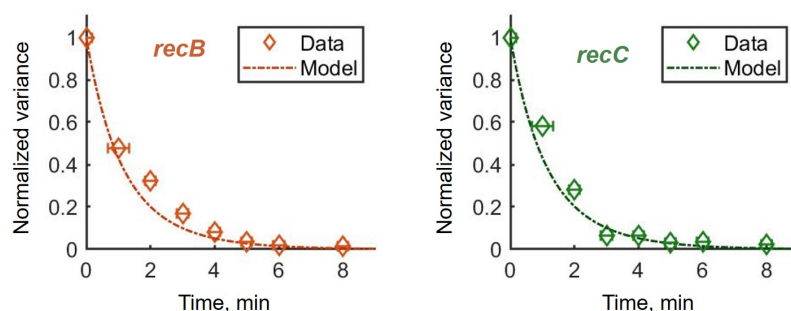 recB
Data
Model
Normalized variance
1
0.8
0.6
0.4
0.2
0
0 2 4 6 8
Time, min
recC
Data
Model
Normalized variance
1
0.8
0.6
0.4
0.2
0
0 2 4 6 8
Time, min